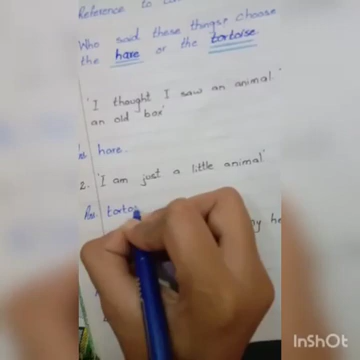 Reference to
Who said these things? Choose
the hare or the tortoise
'I thought I saw an animal.'
an old box'
hare..
2. 'I am just a little animal'
tortoi
InShOt